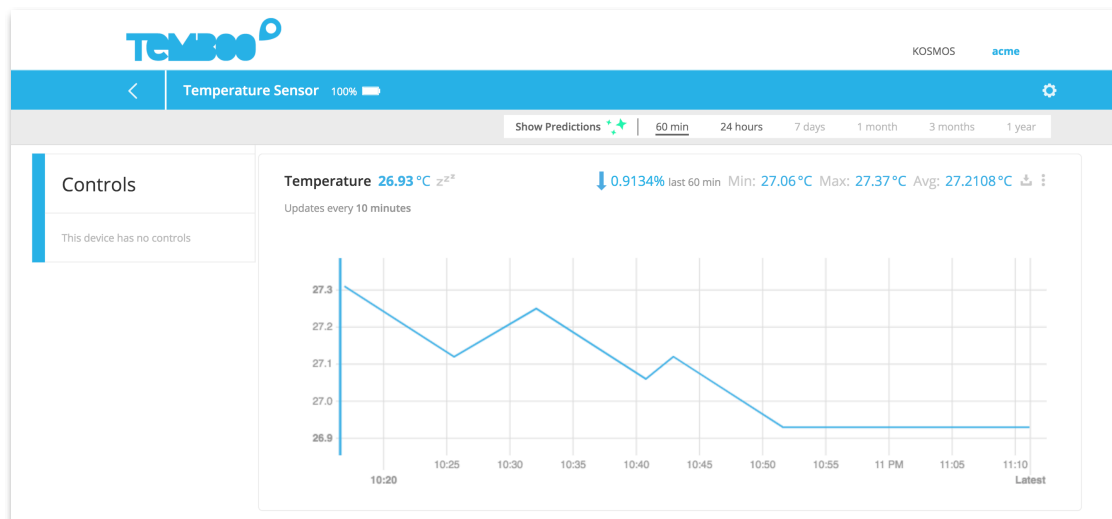 TEMBOO
KOSMOS acme
Temperature Sensor 100%
Show Predictions 60 min 24 hours 7 days 1 month 3 months 1 year
Controls
This device has no controls
Temperature 26.93 °C zzz 0.9134% last 60 min Min: 27.06 °C Max: 27.37 °C Avg: 27.2108 °C
Updates every 10 minutes
27.3
27.2
27.1
27.0
26.9
10:25 10:30 10:35 10:40 10:45 10:50 10:55 11 PM 11:05 11:10
10:20 Latest